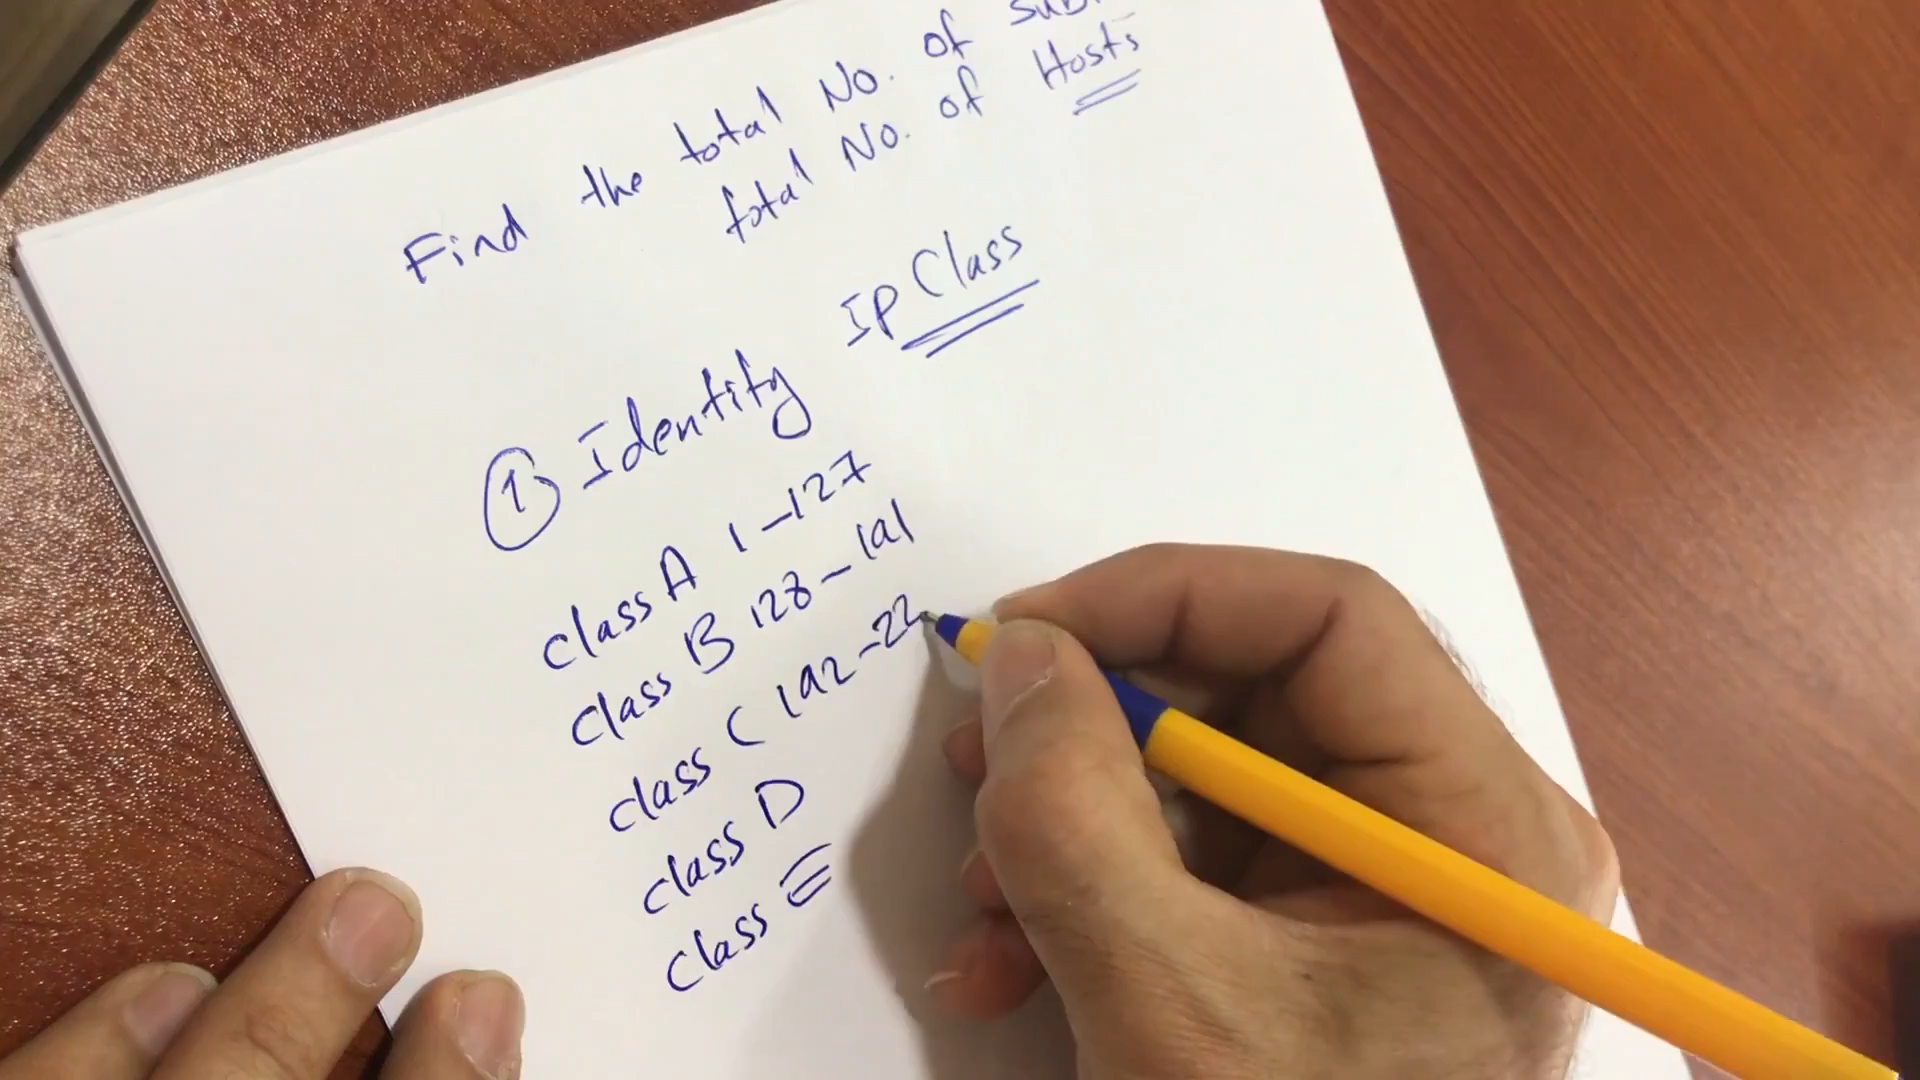 Find the total No. of
total No. of Hosts
① Identify IP Class
class A 1-127
class B 128-191
class C 192-22
class D
class E